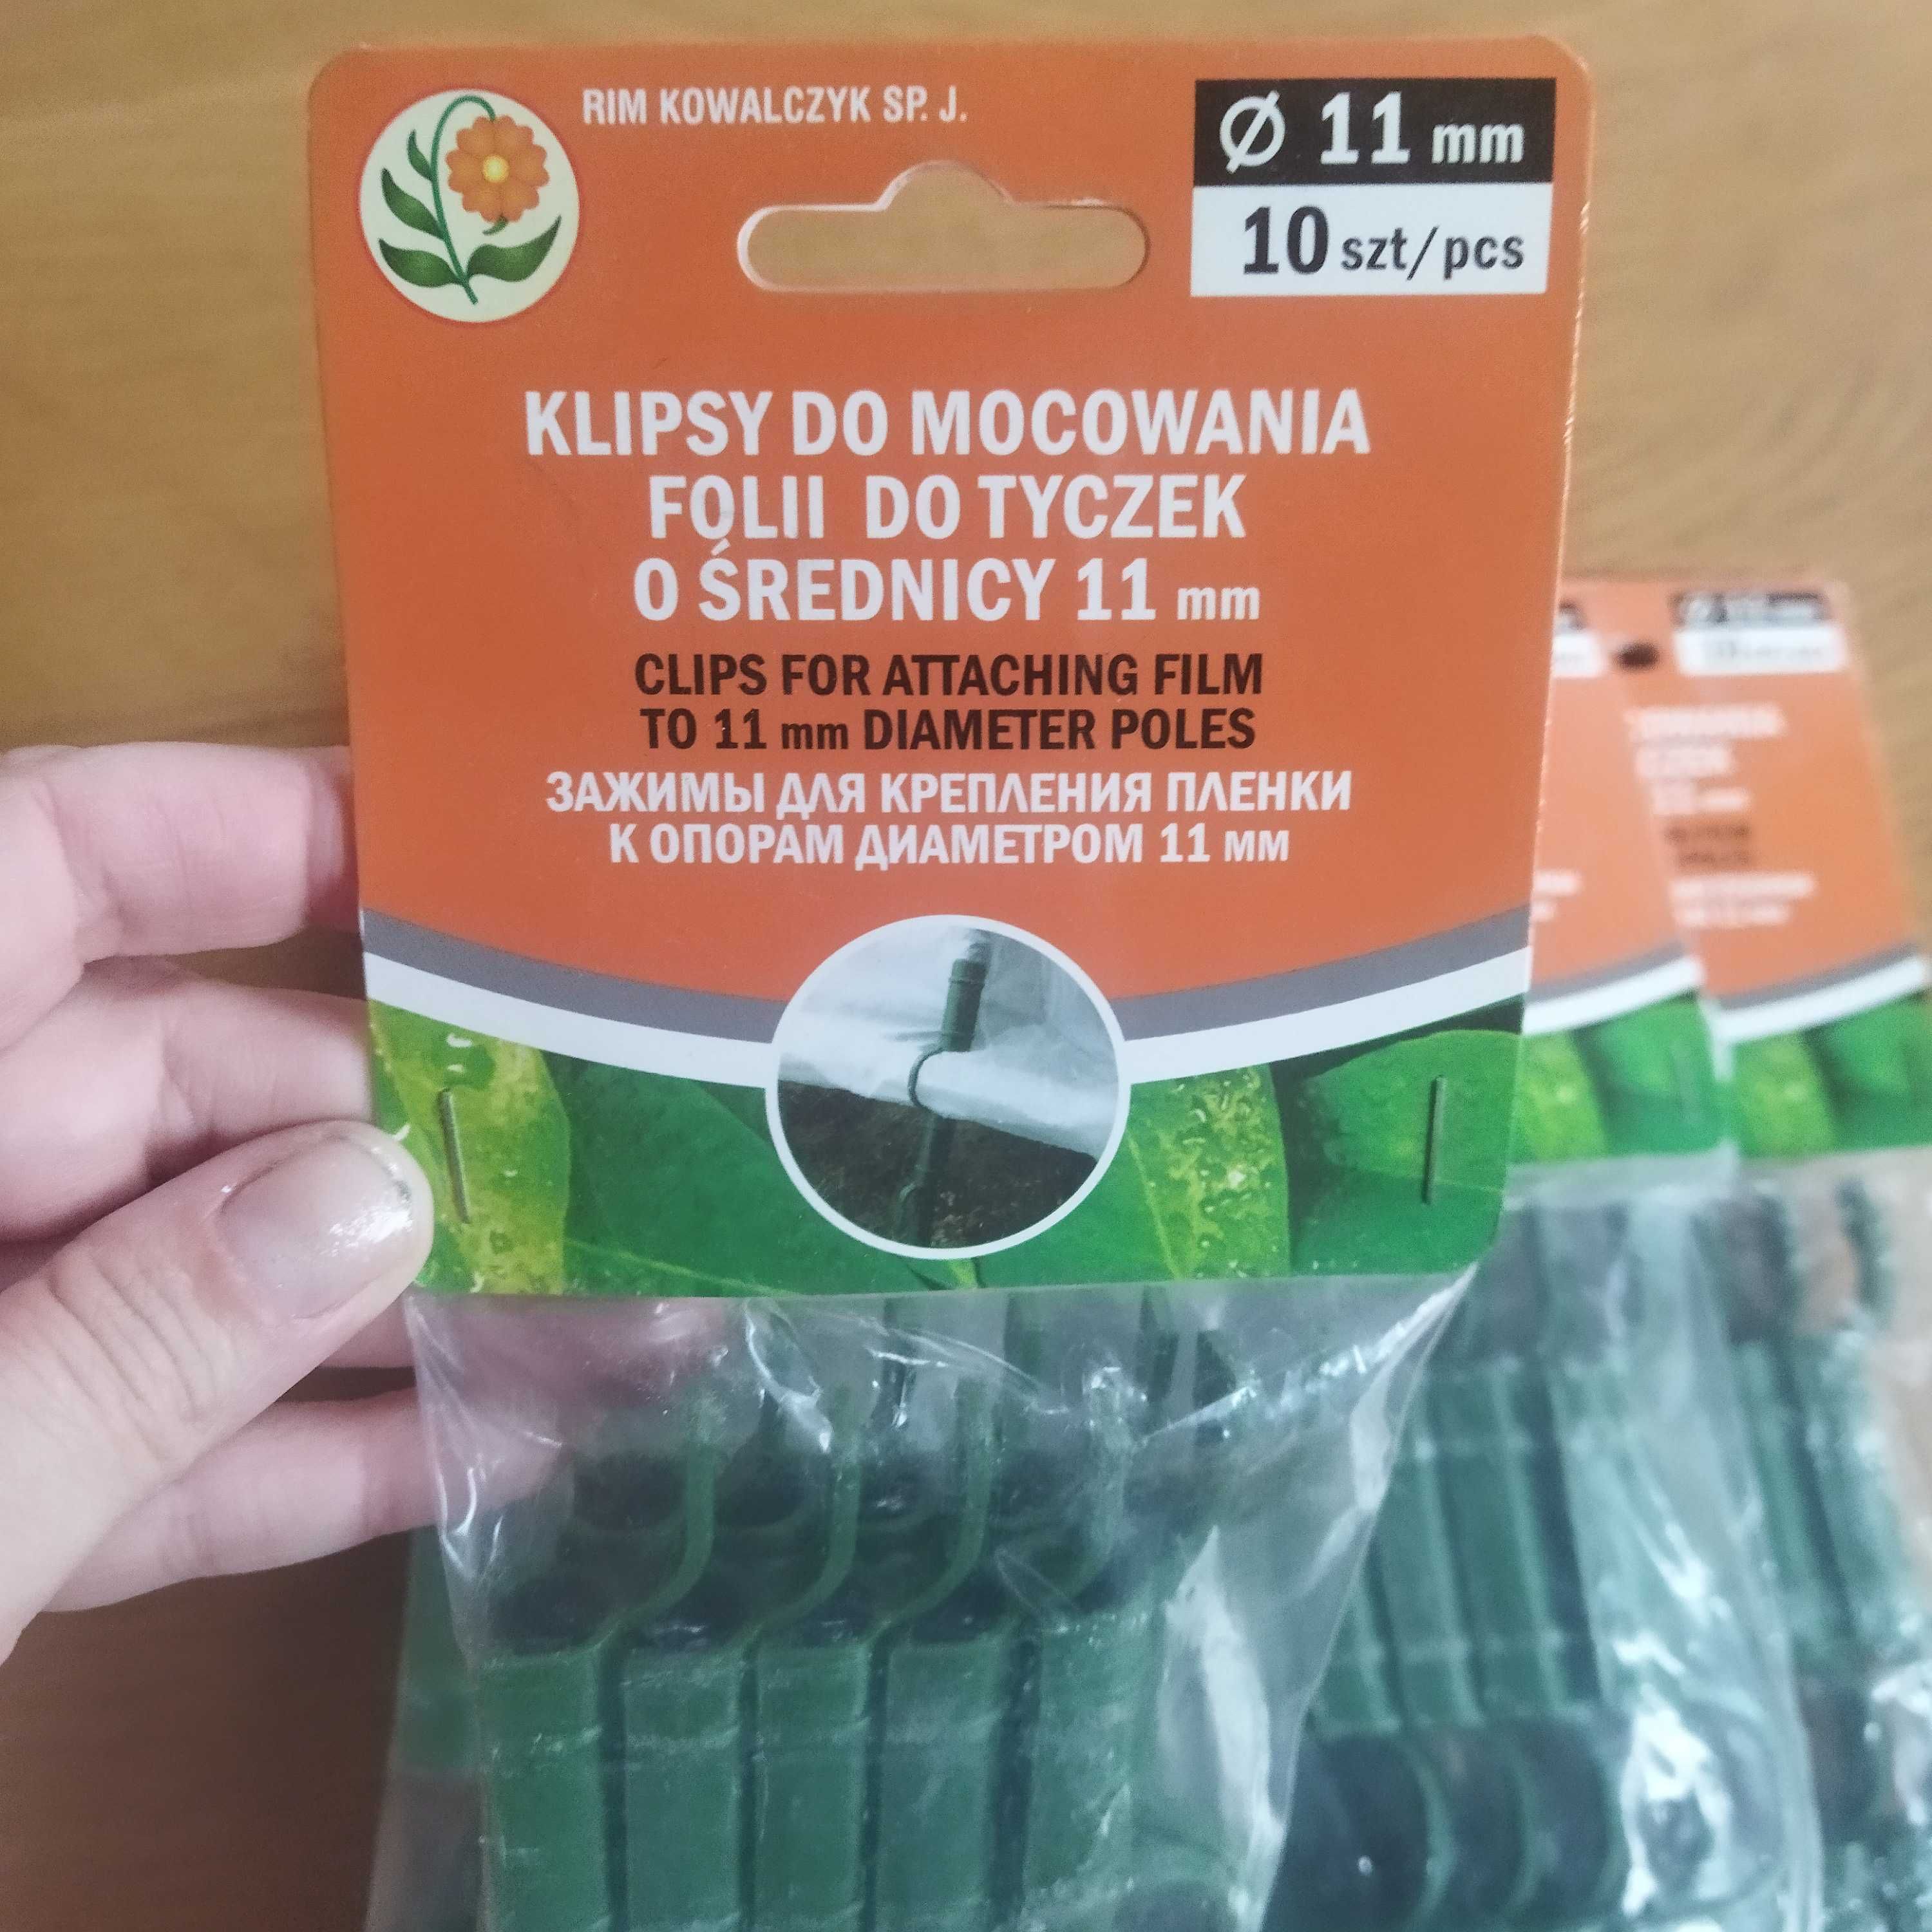 RIM KOWALCZYK SP. J.
Ø 11 mm
10 szt/pcs
KLIPSY DO MOCOWANIA
FOLII DO TYCZEK
O ŚREDNICY 11 mm
CLIPS FOR ATTACHING FILM
TO 11 mm DIAMETER POLES
ЗАЖИМЫ ДЛЯ КРЕПЛЕНИЯ ПЛЕНКИ
К ОПОРАМ ДИАМЕТРОМ 11 мм